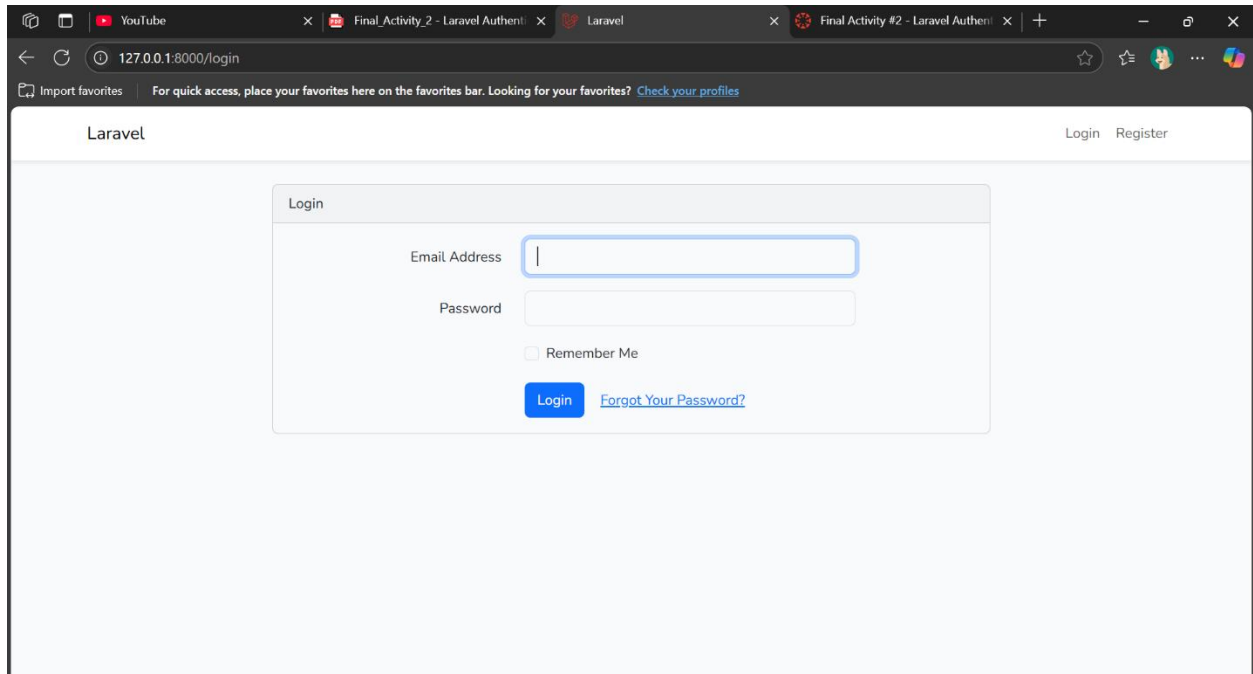 YouTube
Final_Activity_2 - Laravel Authenti
Laravel
Final Activity #2 - Laravel Authent
127.0.0.1:8000/login
Import favorites
For quick access, place your favorites here on the favorites bar. Looking for your favorites? Check your profiles
Laravel
Login Register
Login
Email Address
Password
Remember Me
Login Forgot Your Password?